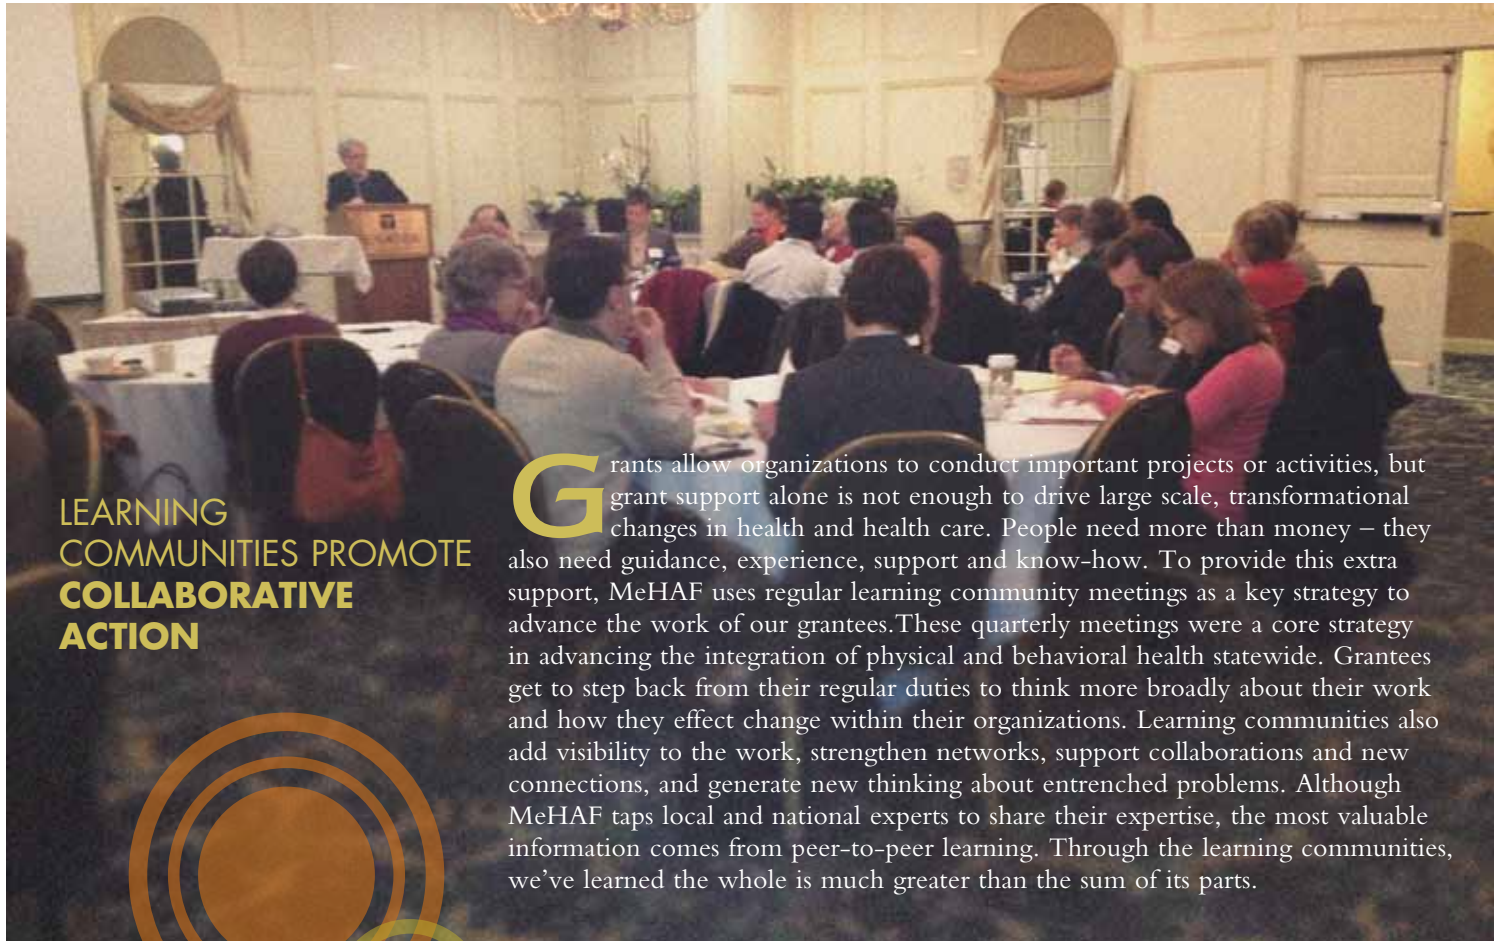 LEARNING
COMMUNITIES PROMOTE
COLLABORATIVE
ACTION
Grants allow organizations to conduct important projects or activities, but
grant support alone is not enough to drive large scale, transformational
changes in health and health care. People need more than money – they
also need guidance, experience, support and know-how. To provide this extra
support, MeHAF uses regular learning community meetings as a key strategy to
advance the work of our grantees.These quarterly meetings were a core strategy
in advancing the integration of physical and behavioral health statewide. Grantees
get to step back from their regular duties to think more broadly about their work
and how they effect change within their organizations. Learning communities also
add visibility to the work, strengthen networks, support collaborations and new
connections, and generate new thinking about entrenched problems. Although
MeHAF taps local and national experts to share their expertise, the most valuable
information comes from peer-to-peer learning. Through the learning communities,
we’ve learned the whole is much greater than the sum of its parts.